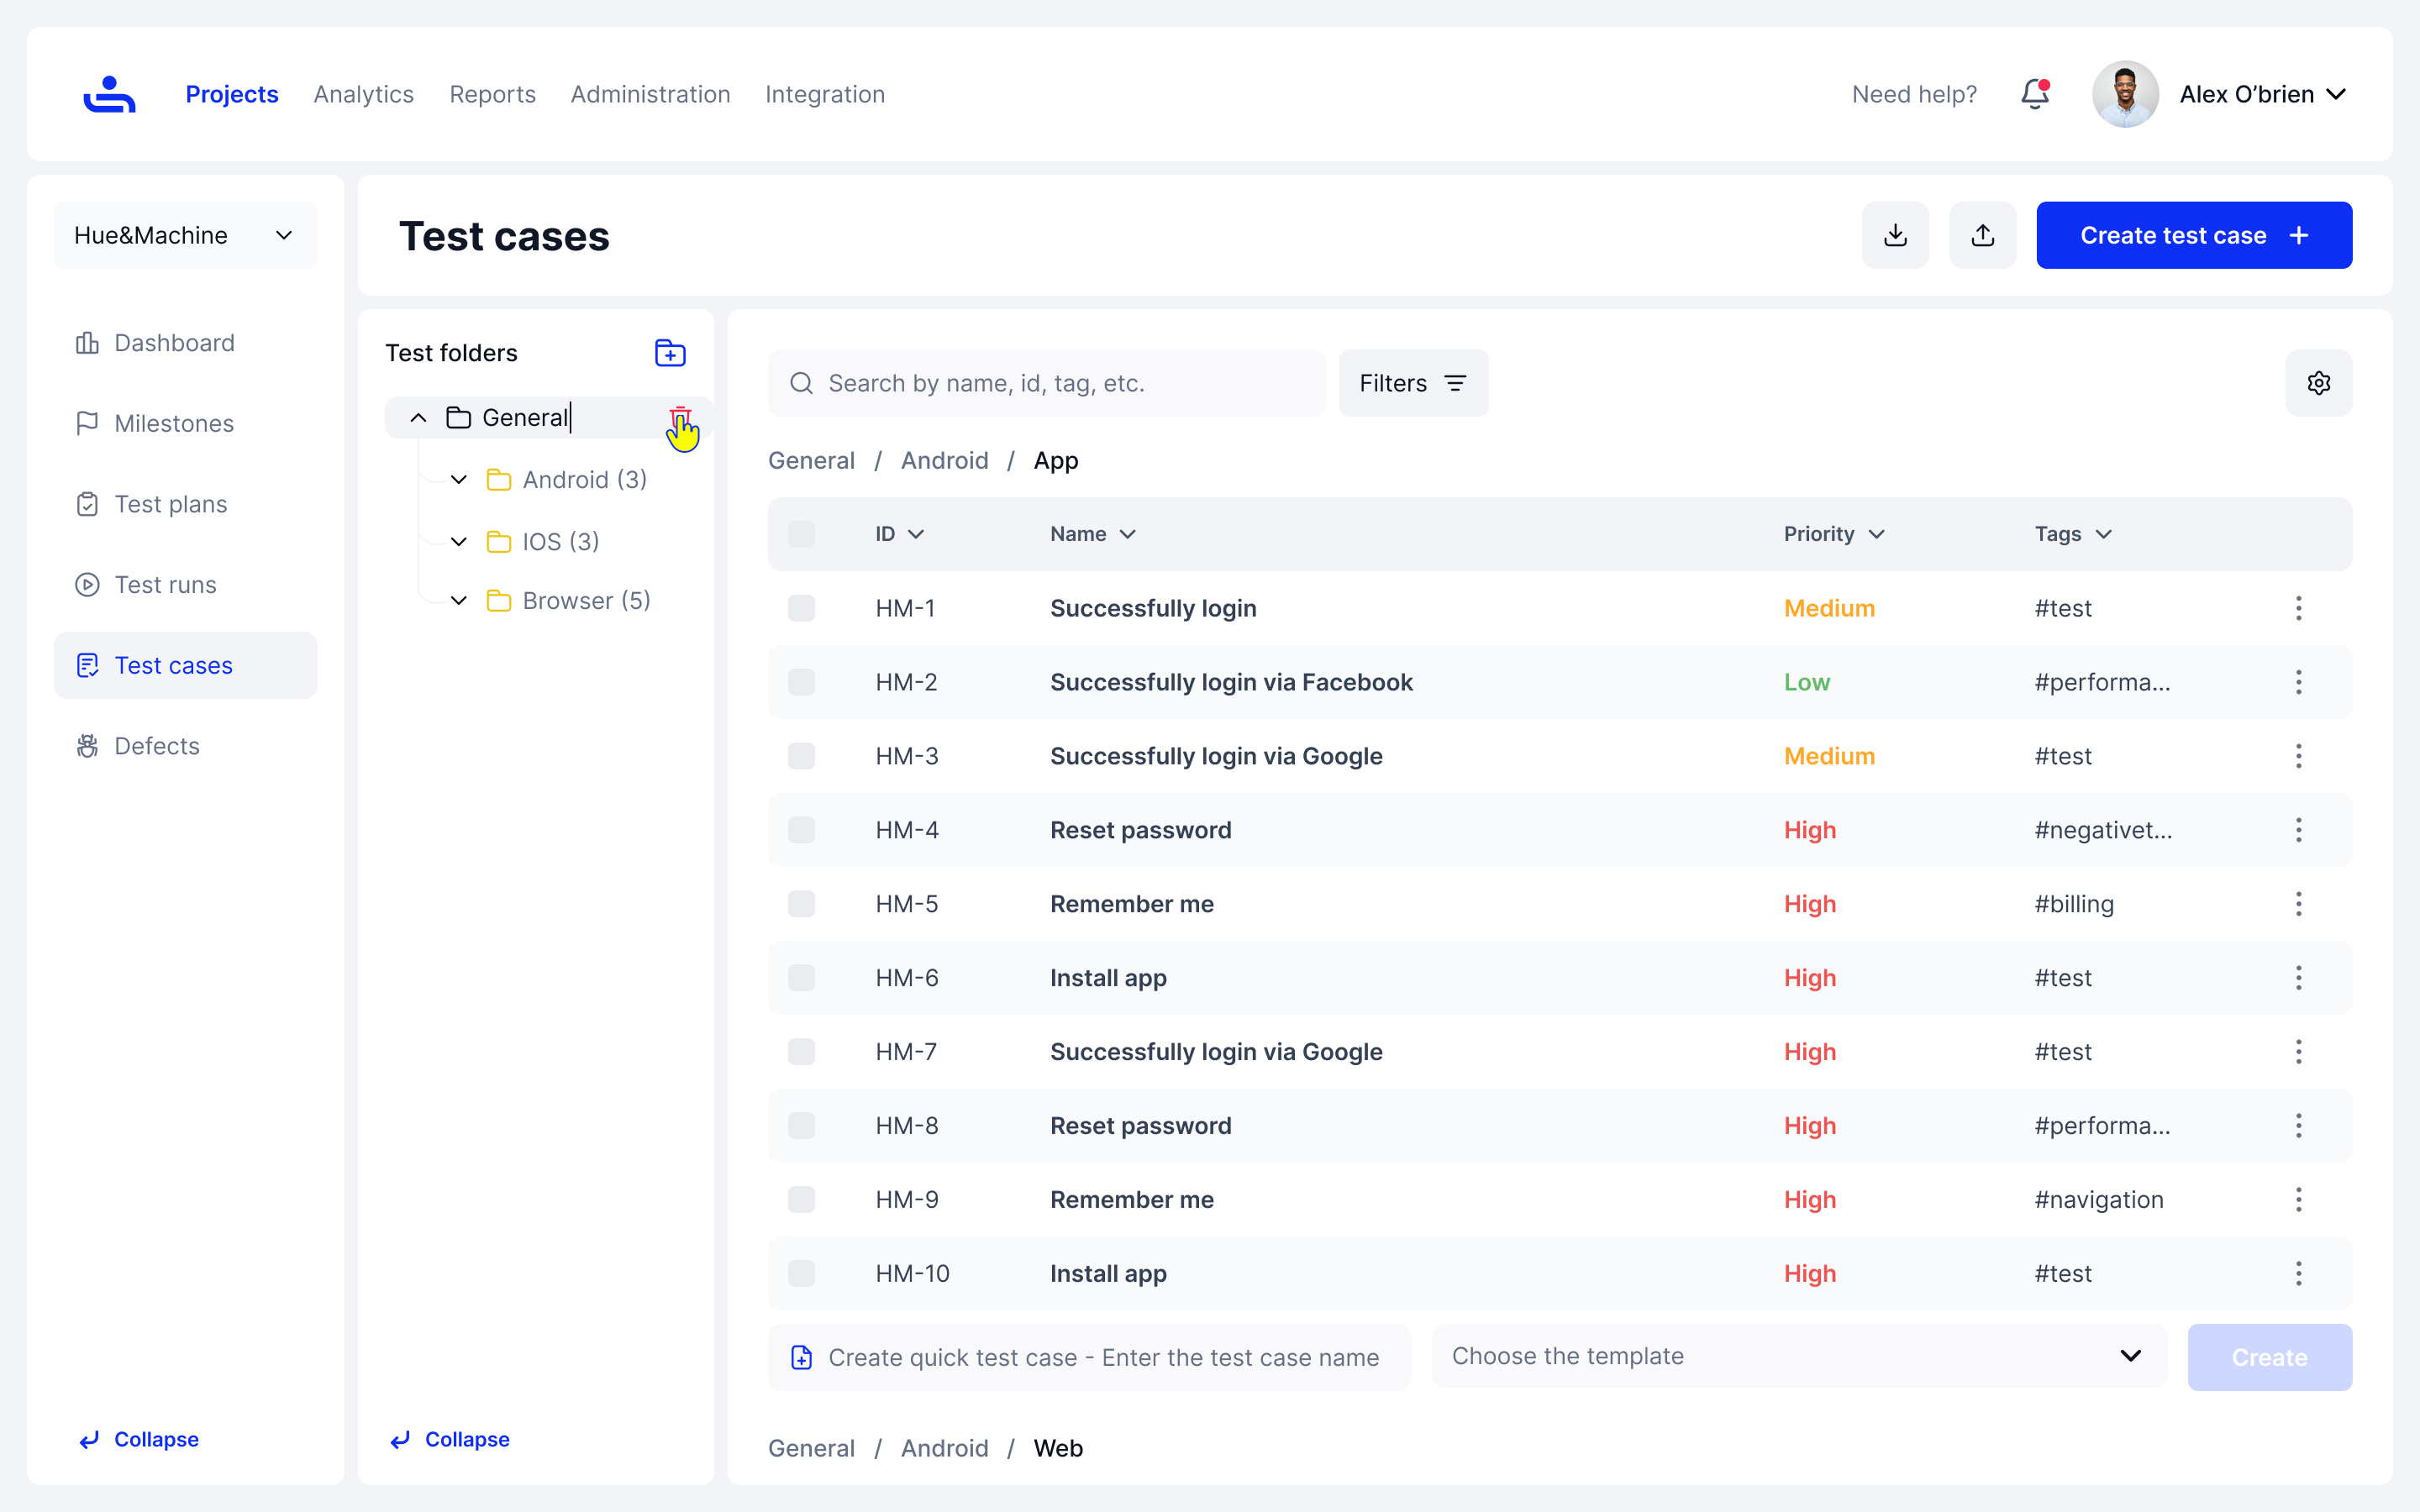 Projects Analytics Reports Administration Integration Need help? Alex O’brien
Hue&Machine
Dashboard
Milestones
Test plans
Test runs
Test cases
Defects
Collapse
Test cases
Create test case
Test folders
General
Android (3)
IOS (3)
Browser (5)
Collapse
Search by name, id, tag, etc. Filters
General / Android / App
ID Name Priority Tags
HM-1 Successfully login Medium #test
HM-2 Successfully login via Facebook Low #performa...
HM-3 Successfully login via Google Medium #test
HM-4 Reset password High #negativet...
HM-5 Remember me High #billing
HM-6 Install app High #test
HM-7 Successfully login via Google High #test
HM-8 Reset password High #performa...
HM-9 Remember me High #navigation
HM-10 Install app High #test
Create quick test case - Enter the test case name Choose the template Create
General / Android / Web